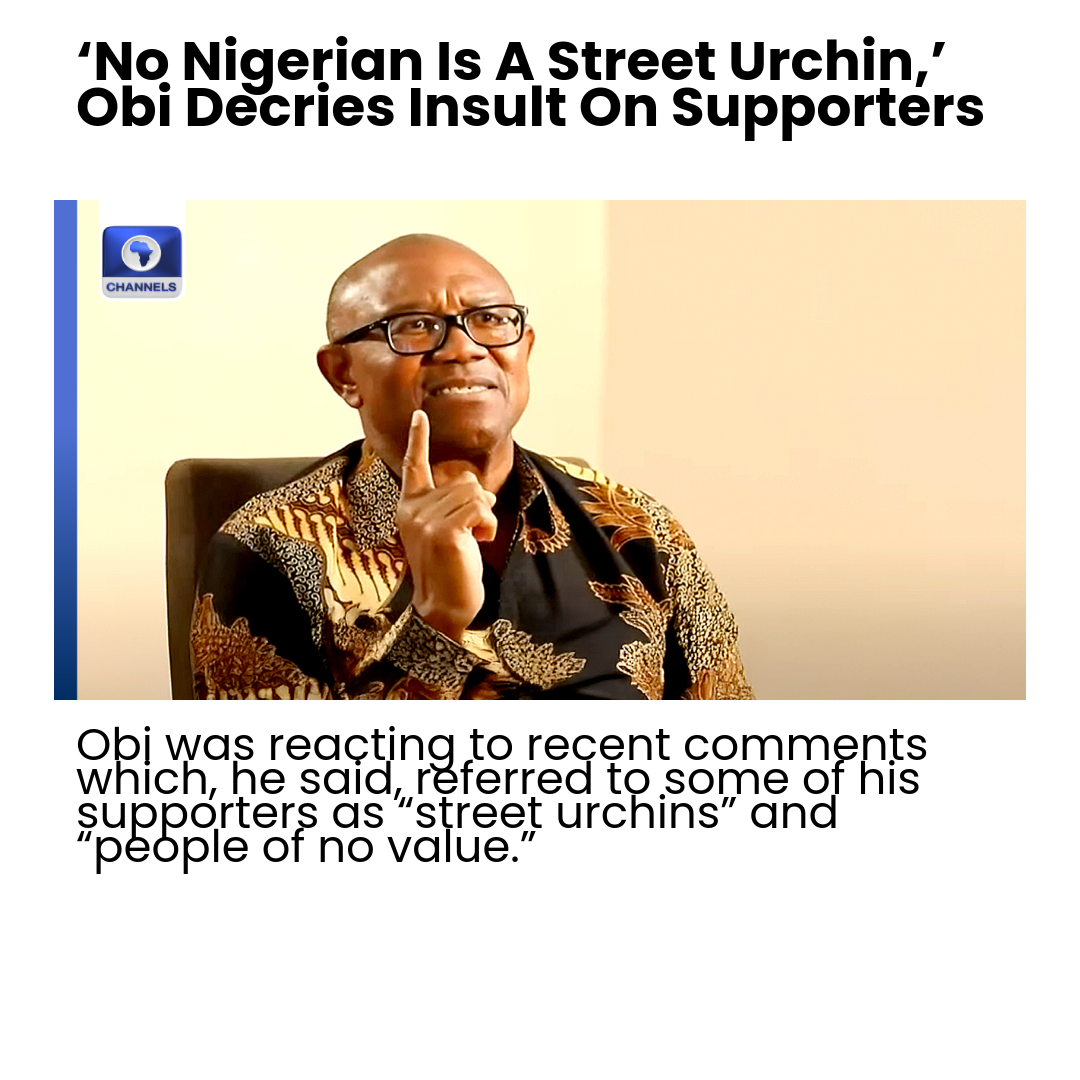 ‘No Nigerian Is A Street Urchin,’
Obi Decries Insult On Supporters
CHANNELS
Obi was reacting to recent comments
which, he said, referred to some of his
supporters as “street urchins” and
“people of no value.”